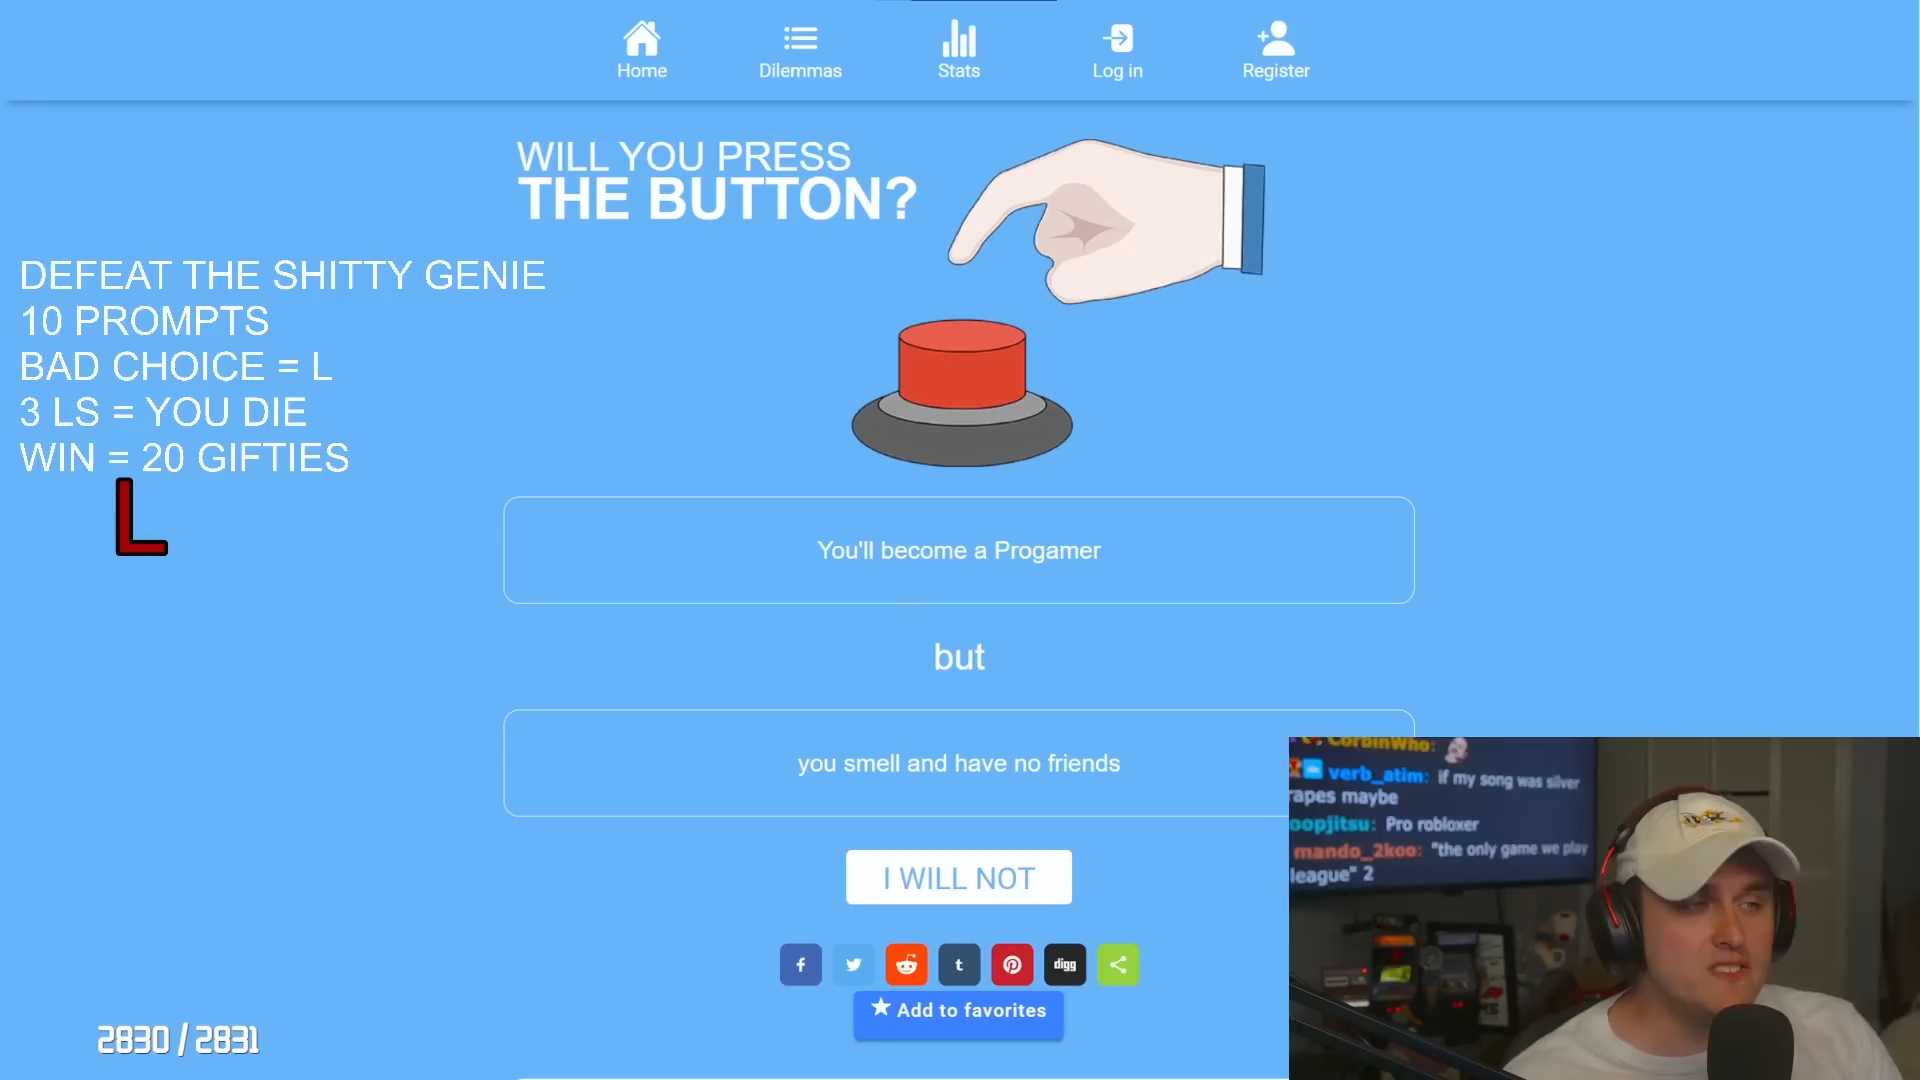 Home
Dilemmas
Stats
Log in
Register
WILL YOU PRESS
THE BUTTON?
DEFEAT THE SHITTY GENIE
10 PROMPTS
BAD CHOICE = L
3 LS = YOU DIE
WIN = 20 GIFTIES
L
You'll become a Progamer
but
you smell and have no friends
I WILL NOT
f
t
digg
Add to favorites
2830 / 2831
CorbinWho:
verb_atim: if my song was silver
rapes maybe
oopjitsu: Pro robloxer
mando_2koo: "the only game we play
league" 2